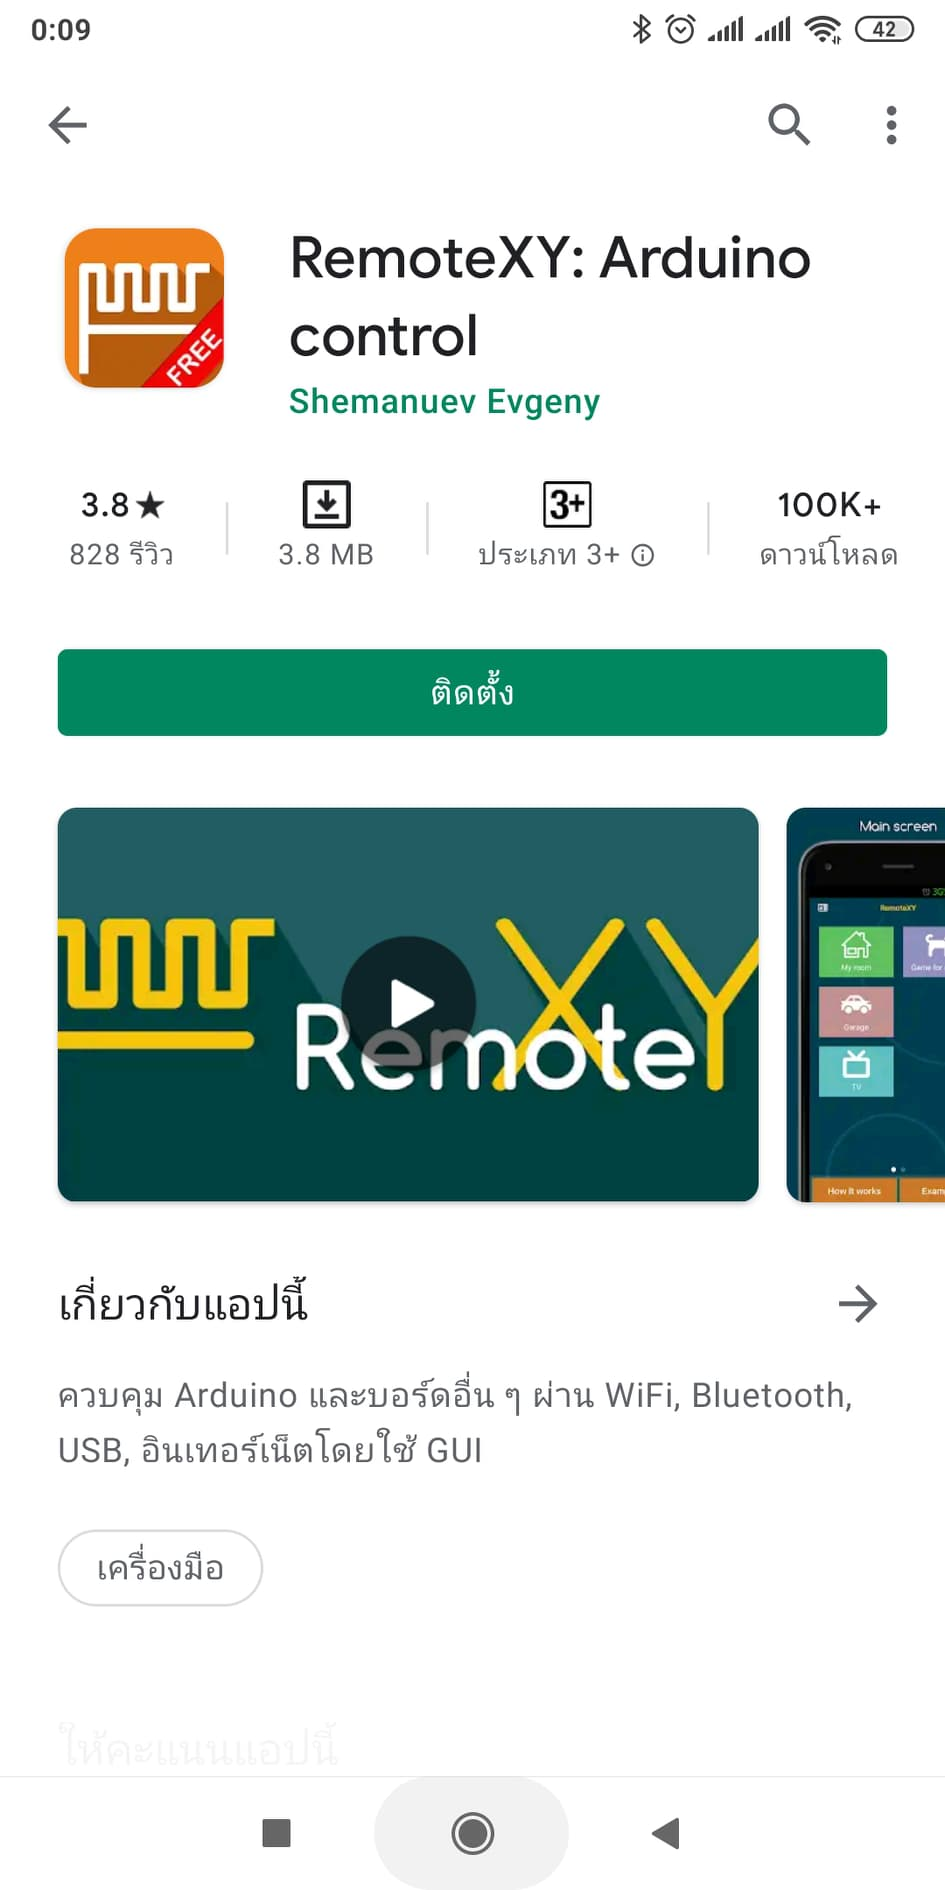 0:09
42
RemoteXY: Arduino
control
FREE
Shemanuev Evgeny
3.8★
828 รีวิว
3.8 MB
3+
ประเภท 3+
100K+
ดาวน์โหลด
ติดตั้ง
RemoteXY
Main screen
3G
RemoteXY
My room
Game for
Garage
TV
How it works
Exam
เกี่ยวกับแอปนี้
ควบคุม Arduino และบอร์ดอื่น ๆ ผ่าน WiFi, Bluetooth,
USB, อินเทอร์เน็ตโดยใช้ GUI
เครื่องมือ
ให้คะแนนแอปนี้